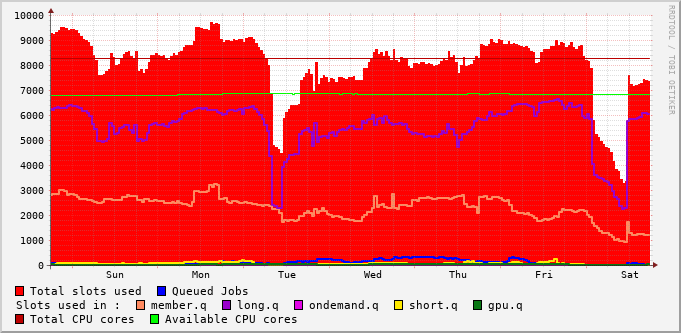 10000
9000
8000
7000
6000
5000
4000
3000
2000
1000
0
Sun Mon Tue Wed Thu Fri Sat
RRDTOOL / TOBI OETIKER
Total slots used Queued Jobs
Slots used in : member.q long.q ondemand.q short.q gpu.q
Total CPU cores Available CPU cores